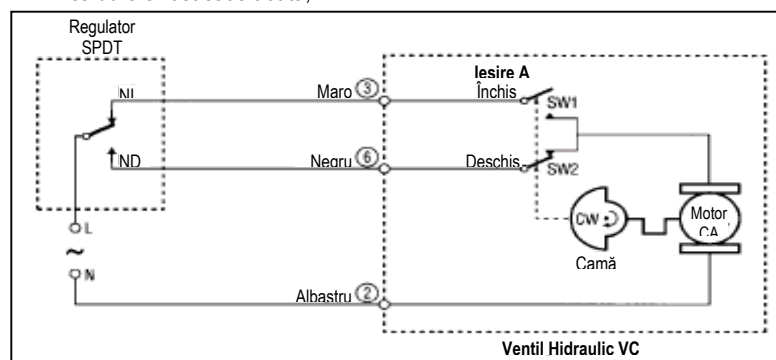 Regulator
SPDT
Iesire A
NI
Maro 3
Închis
SW1
ND
Negru 6
Deschis
SW2
L
~
N
CW
Motor
CA
Camă
Albastru 2
Ventil Hidraulic VC